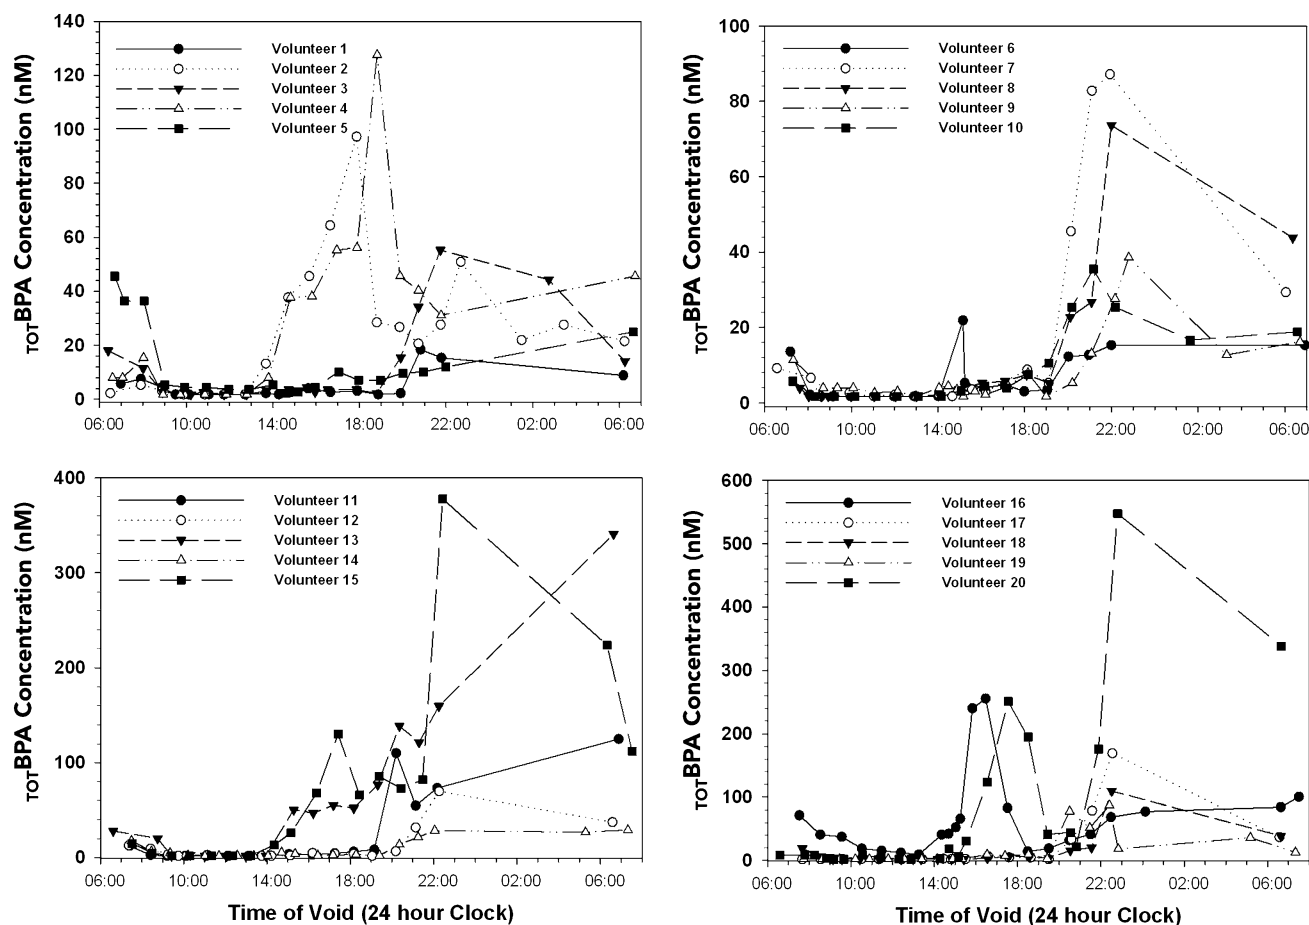 TOTBPA Concentration (nM)
140
120
100
80
60
40
20
0
Volunteer 1
Volunteer 2
Volunteer 3
Volunteer 4
Volunteer 5
06:00 10:00 14:00 18:00 22:00 02:00 06:00
TOTBPA Concentration (nM)
100
80
60
40
20
0
Volunteer 6
Volunteer 7
Volunteer 8
Volunteer 9
Volunteer 10
06:00 10:00 14:00 18:00 22:00 02:00 06:00
TOTBPA Concentration (nM)
400
300
200
100
0
Volunteer 11
Volunteer 12
Volunteer 13
Volunteer 14
Volunteer 15
06:00 10:00 14:00 18:00 22:00 02:00 06:00
Time of Void (24 hour Clock)
TOTBPA Concentration (nM)
600
500
400
300
200
100
0
Volunteer 16
Volunteer 17
Volunteer 18
Volunteer 19
Volunteer 20
06:00 10:00 14:00 18:00 22:00 02:00 06:00
Time of Void (24 hour Clock)